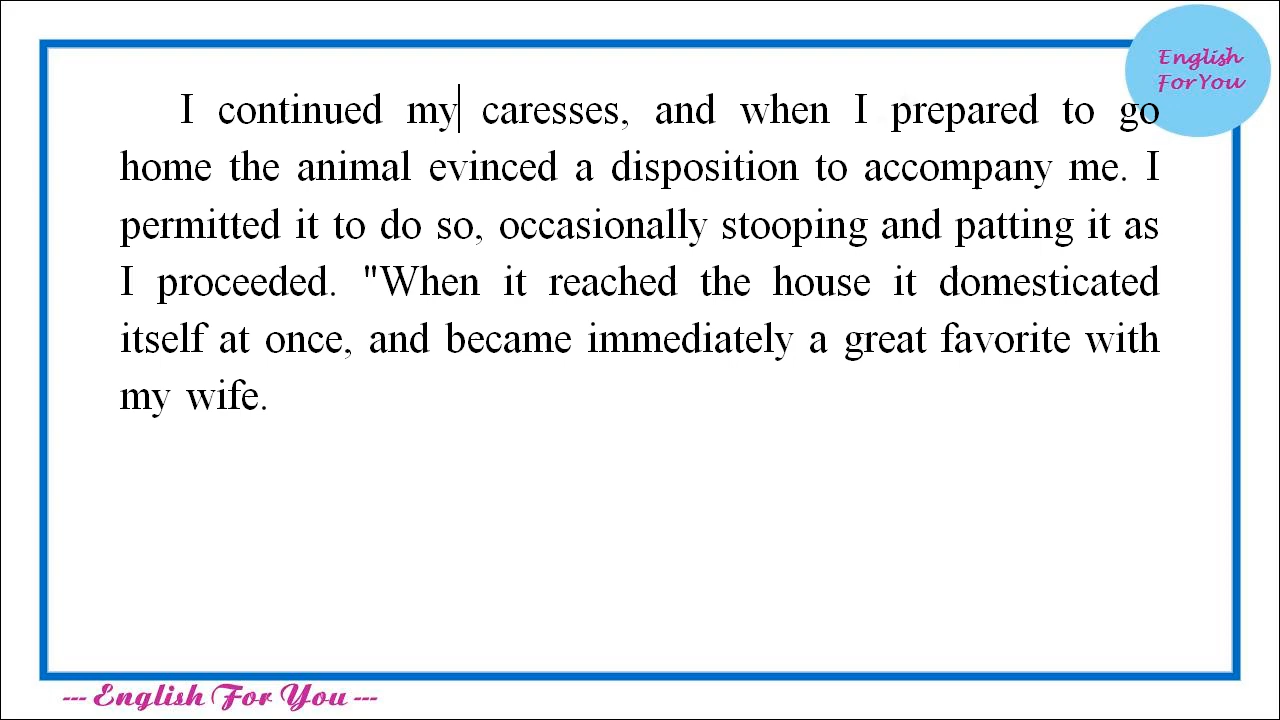 English
ForYou
I continued my caresses, and when I prepared to go
home the animal evinced a disposition to accompany me. I
permitted it to do so, occasionally stooping and patting it as
I proceeded. "When it reached the house it domesticated
itself at once, and became immediately a great favorite with
my wife.
--- English For You ---